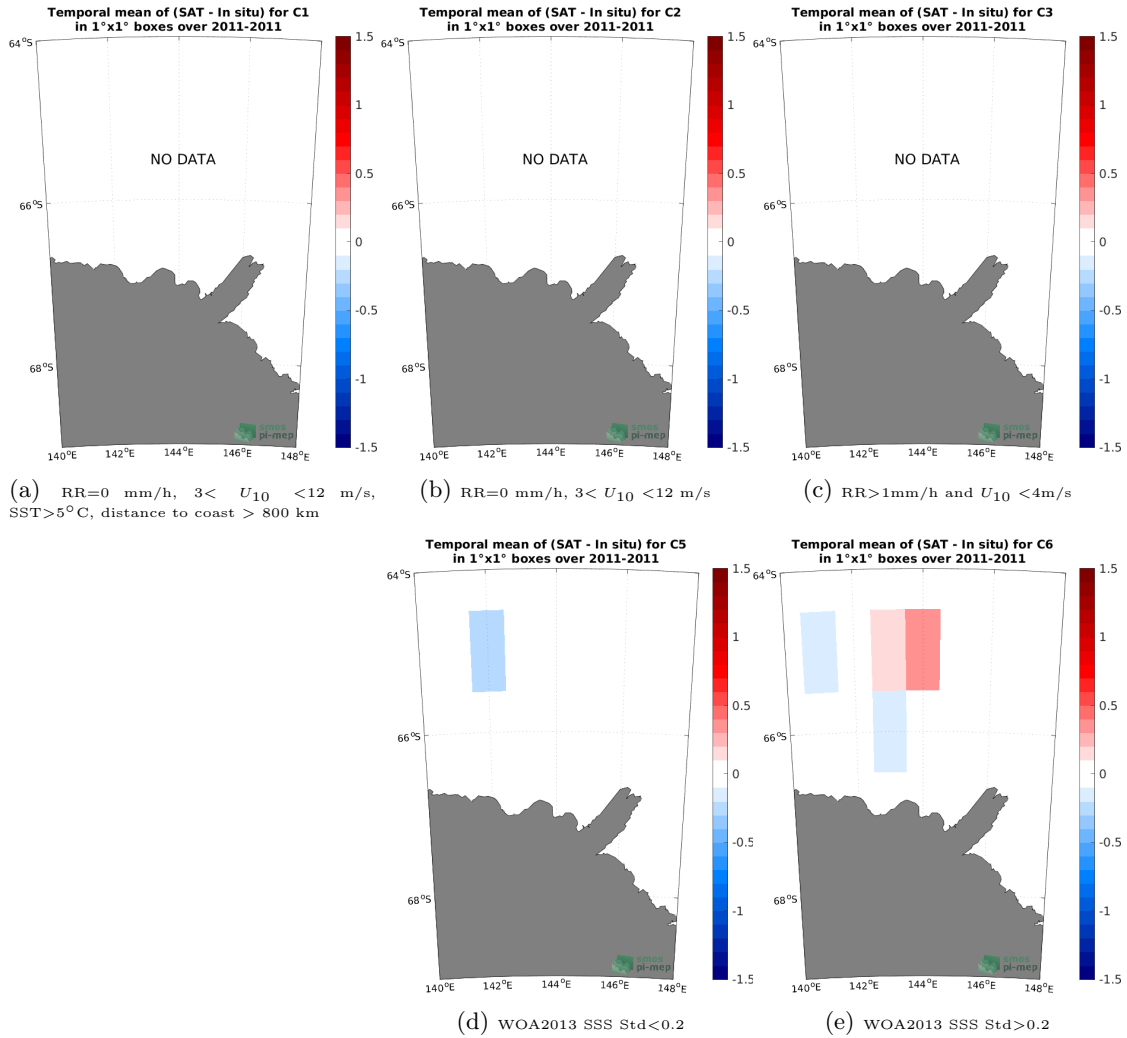 Temporal mean of (SAT - In situ) for C1
in 1°x1° boxes over 2011-2011
64°S
66°S
68°S
140°E
142°E
144°E
146°E
148°E
NO DATA
smos
pi-mep
1.5
1
0.5
0
-0.5
-1
-1.5
(a) RR=0 mm/h, 3< U10 <12 m/s,
SST>5°C, distance to coast > 800 km
Temporal mean of (SAT - In situ) for C2
in 1°x1° boxes over 2011-2011
64°S
66°S
68°S
140°E
142°E
144°E
146°E
148°E
NO DATA
smos
pi-mep
1.5
1
0.5
0
-0.5
-1
-1.5
(b) RR=0 mm/h, 3< U10 <12 m/s
Temporal mean of (SAT - In situ) for C3
in 1°x1° boxes over 2011-2011
64°S
66°S
68°S
140°E
142°E
144°E
146°E
148°E
NO DATA
smos
pi-mep
1.5
1
0.5
0
-0.5
-1
-1.5
(c) RR>1mm/h and U10 <4m/s
Temporal mean of (SAT - In situ) for C5
in 1°x1° boxes over 2011-2011
64°S
66°S
68°S
140°E
142°E
144°E
146°E
148°E
smos
pi-mep
1.5
1
0.5
0
-0.5
-1
-1.5
(d) WOA2013 SSS Std<0.2
Temporal mean of (SAT - In situ) for C6
in 1°x1° boxes over 2011-2011
64°S
66°S
68°S
140°E
142°E
144°E
146°E
148°E
smos
pi-mep
1.5
1
0.5
0
-0.5
-1
-1.5
(e) WOA2013 SSS Std>0.2